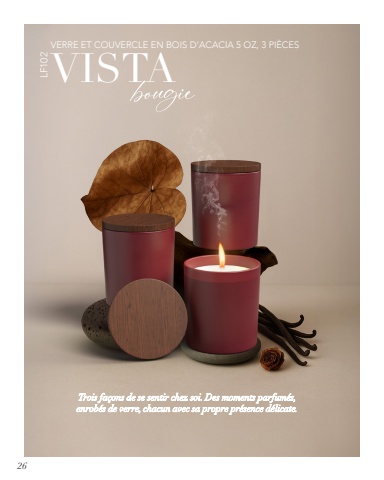 VERRE ET COUVERCLE EN BOIS D'ACACIA 5 OZ, 3 PIÈCES
LF102
VISTA
bougie
Trois façons de se sentir chez soi. Des moments parfumés,
enrobés de verre, chacun avec sa propre présence délicate.
26